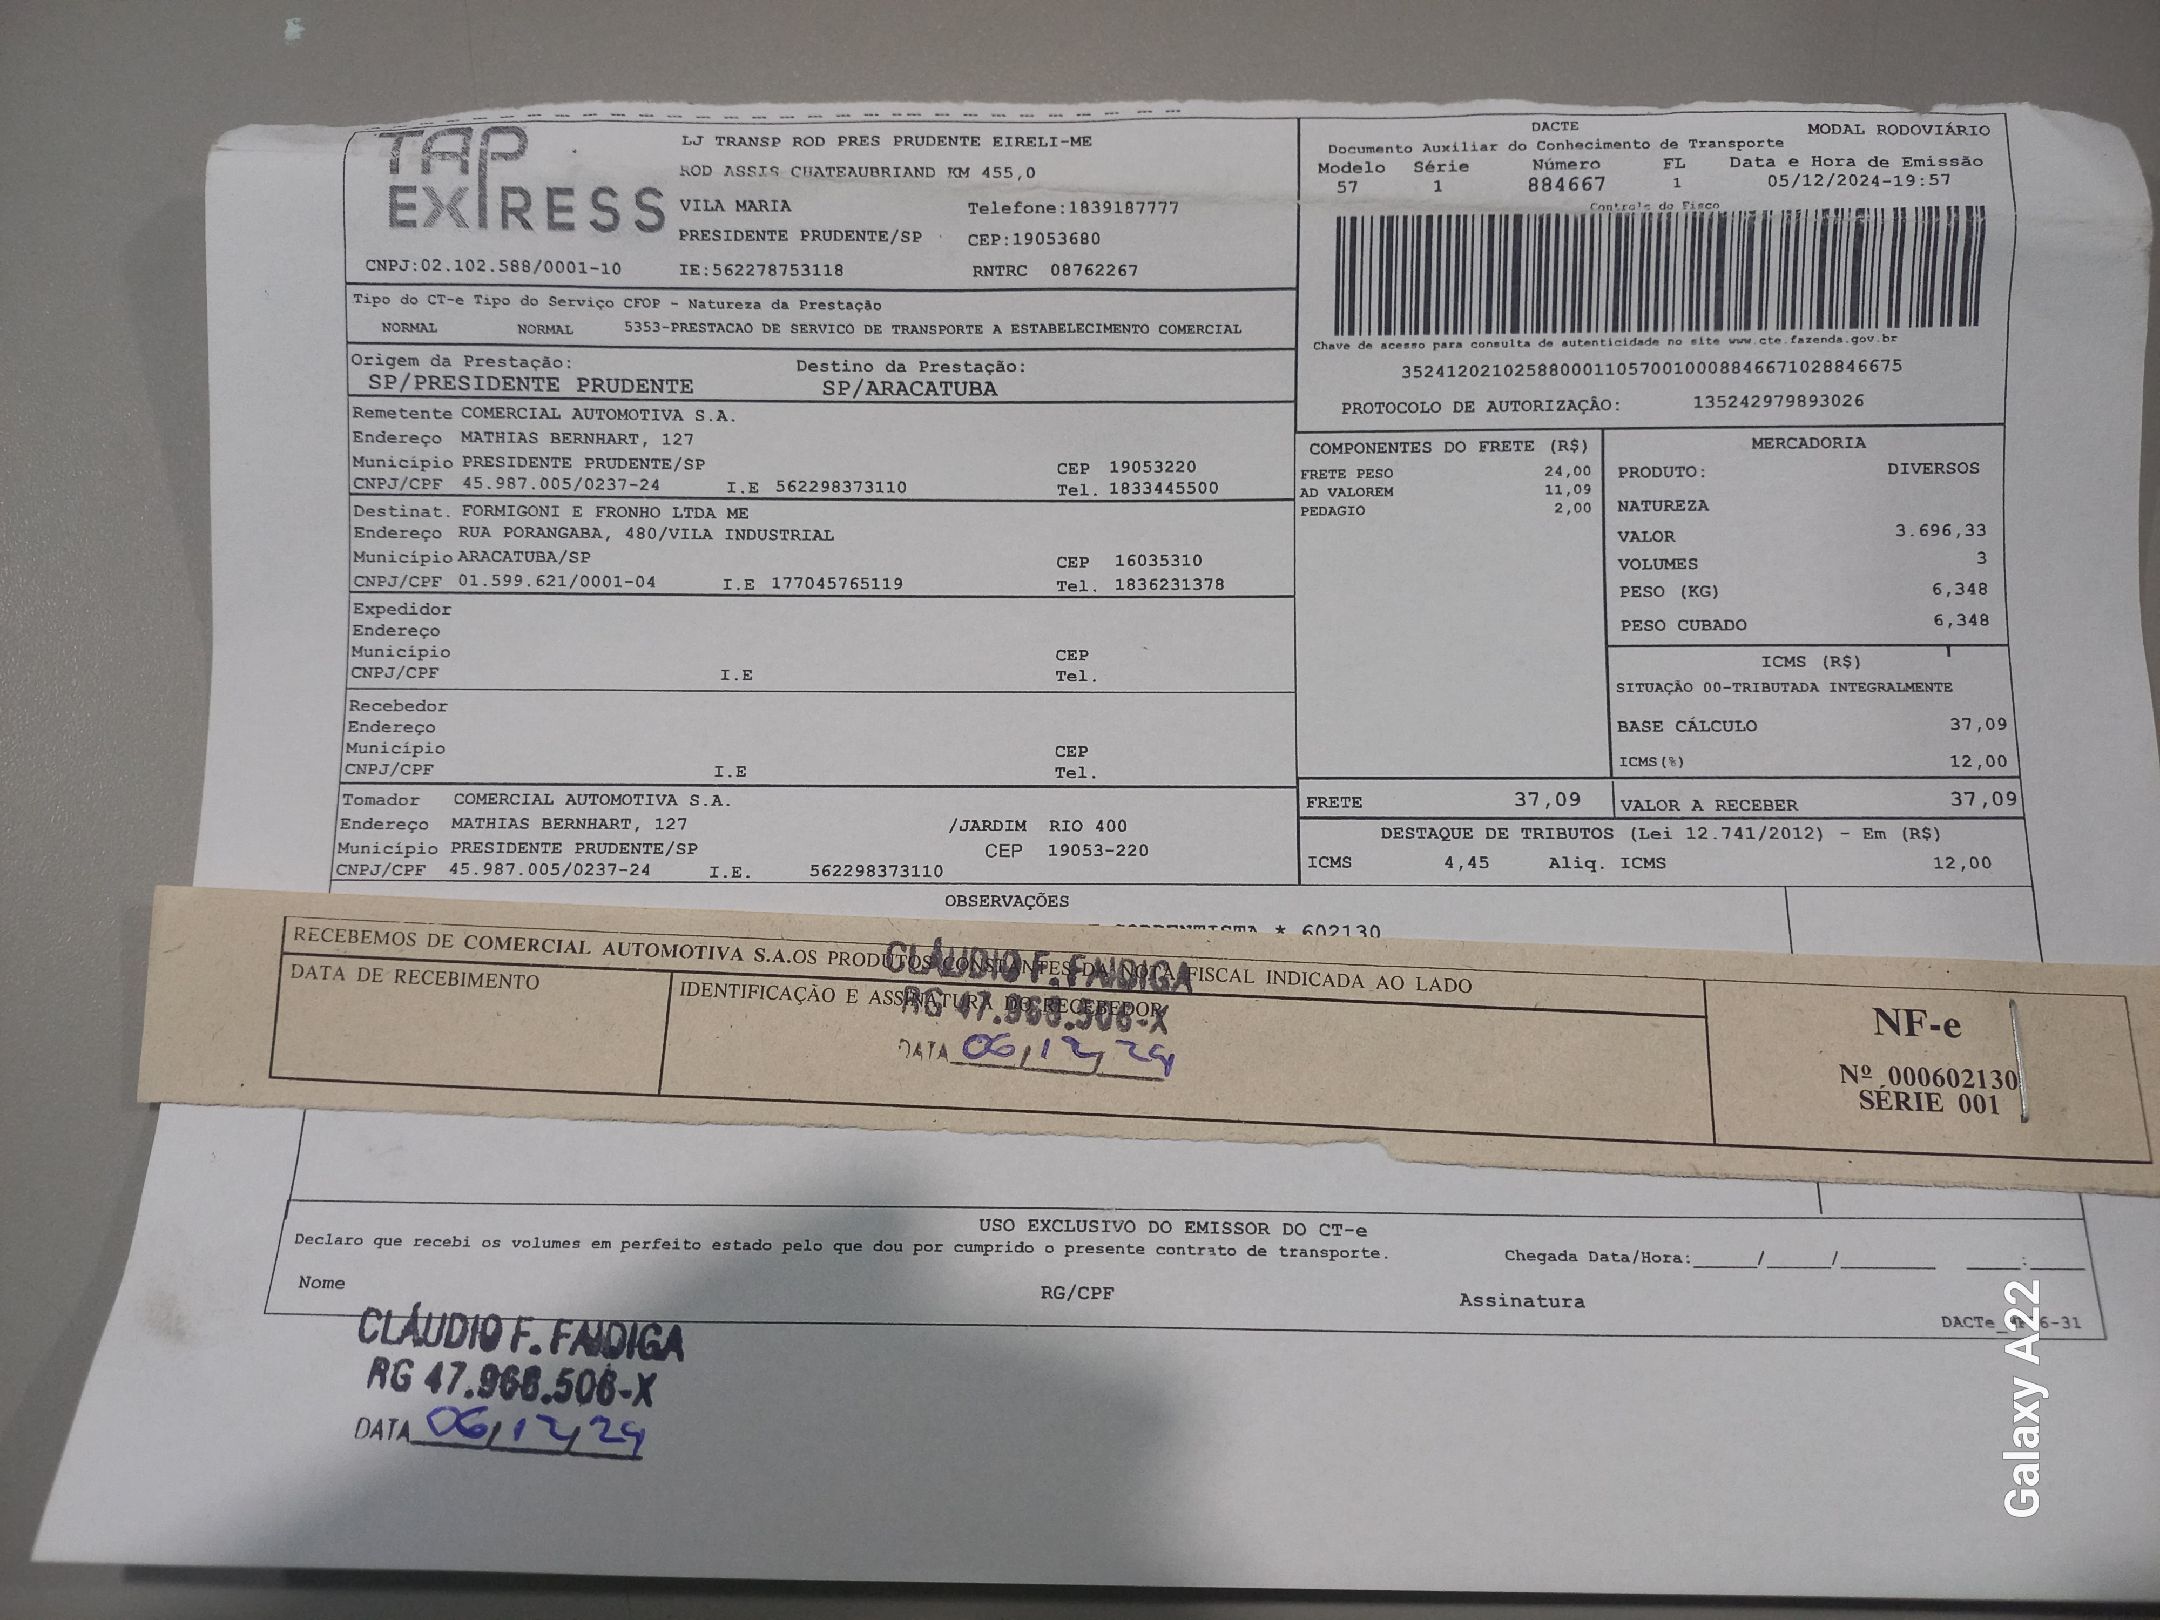 TAP
EXPRESS
LJ TRANSP ROD PRES PRUDENTE EIRELI-ME
ROD ASSIS CHATEAUBRIAND KM 455,0
VILA MARIA Telefone:1839187777
PRESIDENTE PRUDENTE/SP CEP:19053680
CNPJ:02.102.588/0001-10 IE:562278753118 RNTRC 08762267
DACTE MODAL RODOVIÁRIO
Documento Auxiliar do Conhecimento de Transporte
Modelo Série Número FL Data e Hora de Emissão
57 1 884667 1 05/12/2024-19:57
Controle do Fisco
Chave de acesso para consulta de autenticidade no site www.cte.fazenda.gov.br
35241202102588000110570010008846671028846675
PROTOCOLO DE AUTORIZAÇÃO: 135242979893026
Tipo do CT-e Tipo do Serviço CFOP - Natureza da Prestação
NORMAL NORMAL 5353-PRESTACAO DE SERVICO DE TRANSPORTE A ESTABELECIMENTO COMERCIAL
Origem da Prestação: Destino da Prestação:
SP/PRESIDENTE PRUDENTE SP/ARACATUBA
Remetente COMERCIAL AUTOMOTIVA S.A.
Endereço MATHIAS BERNHART, 127
Município PRESIDENTE PRUDENTE/SP CEP 19053220
CNPJ/CPF 45.987.005/0237-24 I.E 562298373110 Tel. 1833445500
Destinat. FORMIGONI E FRONHO LTDA ME
Endereço RUA PORANGABA, 480/VILA INDUSTRIAL
Município ARACATUBA/SP CEP 16035310
CNPJ/CPF 01.599.621/0001-04 I.E 177045765119 Tel. 1836231378
Expedidor
Endereço
Município CEP
CNPJ/CPF I.E Tel.
Recebedor
Endereço
Município CEP
CNPJ/CPF I.E Tel.
Tomador COMERCIAL AUTOMOTIVA S.A.
Endereço MATHIAS BERNHART, 127 /JARDIM RIO 400
Município PRESIDENTE PRUDENTE/SP CEP 19053-220
CNPJ/CPF 45.987.005/0237-24 I.E. 562298373110
COMPONENTES DO FRETE (R$)
FRETE PESO 24,00
AD VALOREM 11,09
PEDAGIO 2,00
MERCADORIA
PRODUTO: DIVERSOS
NATUREZA
VALOR 3.696,33
VOLUMES 3
PESO (KG) 6,348
PESO CUBADO 6,348
ICMS (R$)
SITUAÇÃO 00-TRIBUTADA INTEGRALMENTE
BASE CÁLCULO 37,09
ICMS(%) 12,00
FRETE 37,09 VALOR A RECEBER 37,09
DESTAQUE DE TRIBUTOS (Lei 12.741/2012) - Em (R$)
ICMS 4,45 Aliq. ICMS 12,00
OBSERVAÇÕES
* 602130
RECEBEMOS DE COMERCIAL AUTOMOTIVA S.A.OS PRODUTOS CONSTANTES DA NOTA FISCAL INDICADA AO LADO
DATA DE RECEBIMENTO IDENTIFICAÇÃO E ASSINATURA DO RECEBEDOR
CLÁUDIO F. FAIDIGA
RG 47.968.506-X
DATA 06/12/24
NF-e
Nº 000602130
SÉRIE 001
USO EXCLUSIVO DO EMISSOR DO CT-e
Declaro que recebi os volumes em perfeito estado pelo que dou por cumprido o presente contrato de transporte. Chegada Data/Hora:_____/_____/________ ____:____
Nome RG/CPF Assinatura
CLÁUDIO F. FAIDIGA
RG 47.968.506-X
DATA 06/12/24
Galaxy A22